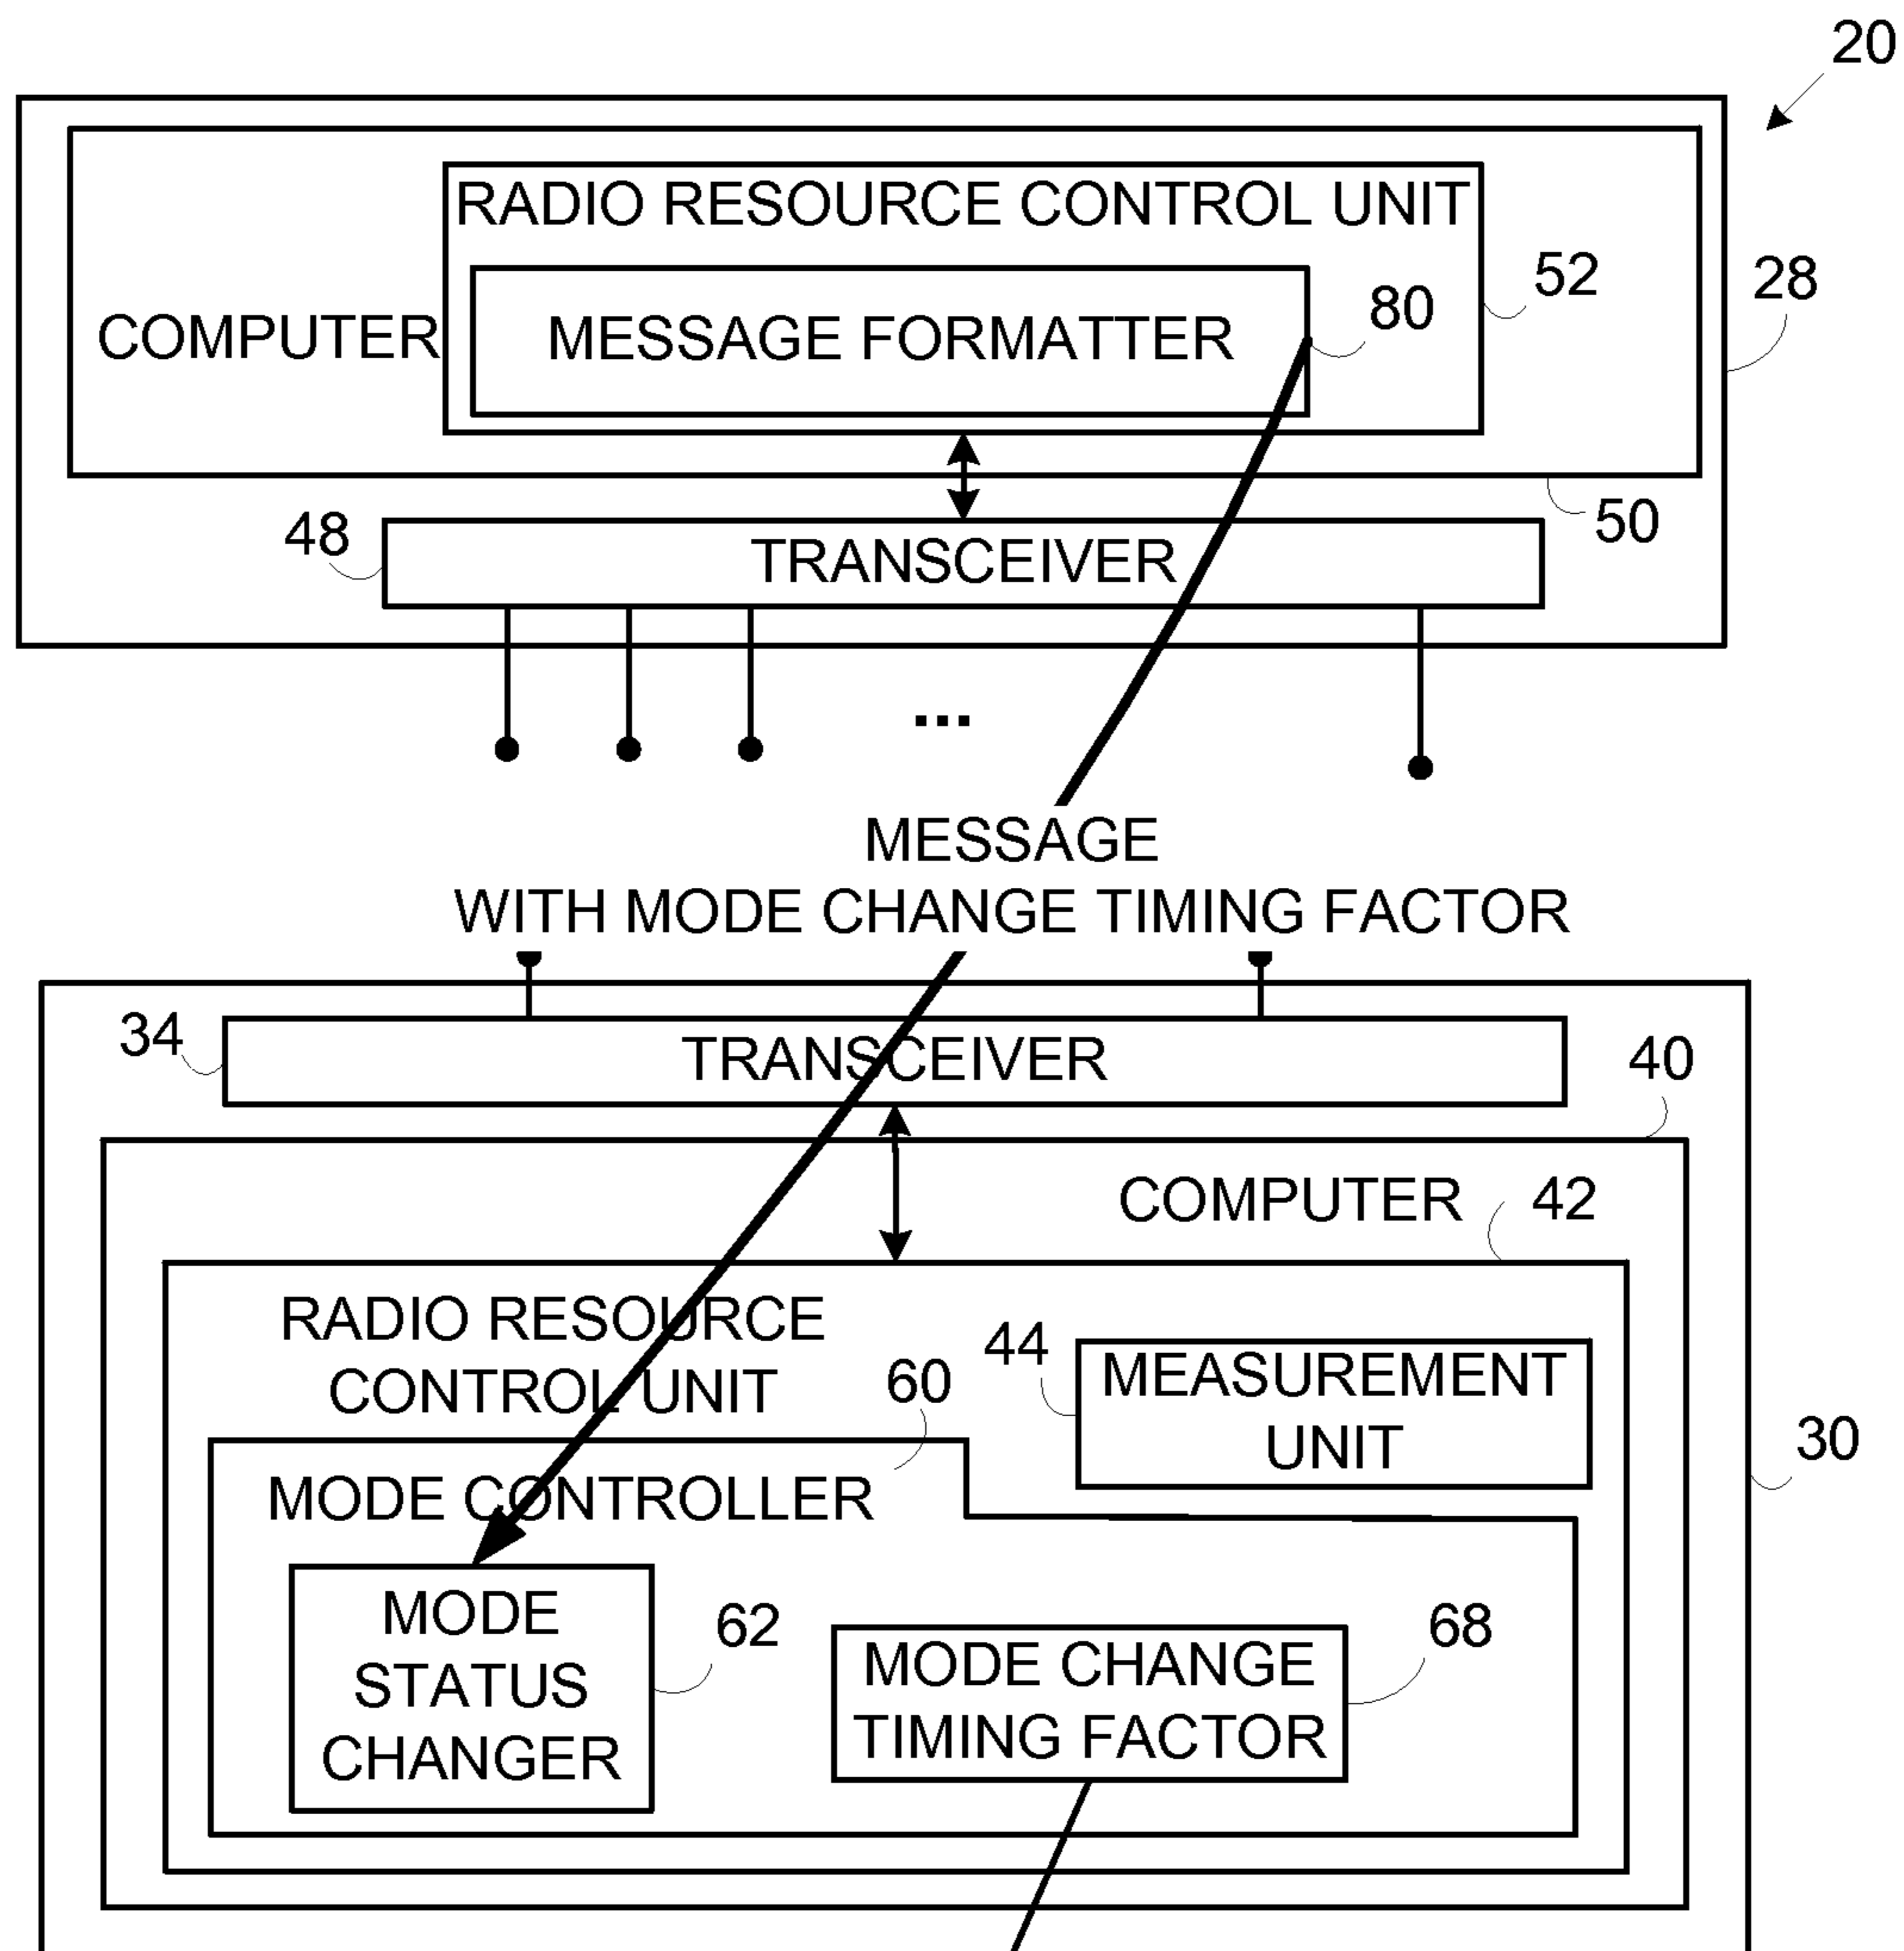 20
RADIO RESOURCE CONTROL UNIT
52
28
80
COMPUTER
MESSAGE FORMATTER
50
48
TRANSCEIVER
...
MESSAGE
WITH MODE CHANGE TIMING FACTOR
34
TRANSCEIVER
40
COMPUTER
42
RADIO RESOURCE
CONTROL UNIT
44
MEASUREMENT
UNIT
60
30
MODE CONTROLLER
MODE
STATUS
CHANGER
62
MODE CHANGE
TIMING FACTOR
68